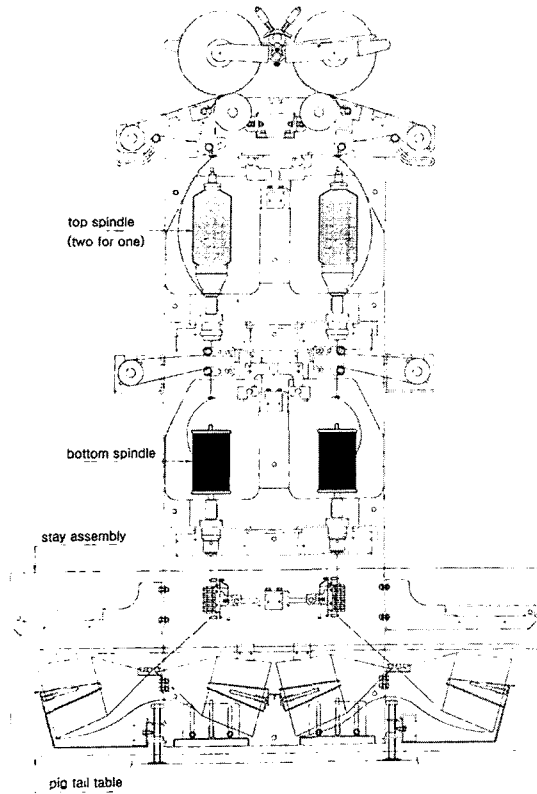 top spindle
(two for one)
bottom spindle
stay assembly
pig tail table